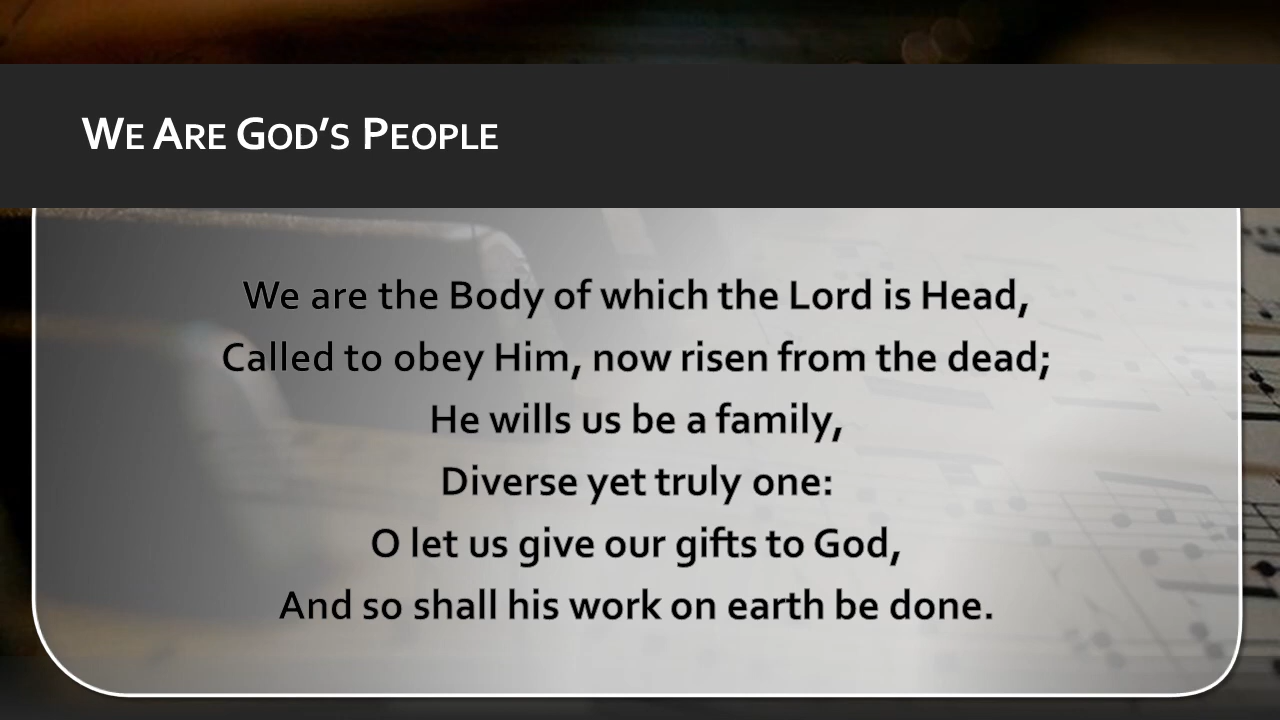 We Are God's People
We are the Body of which the Lord is Head,
Called to obey Him, now risen from the dead;
He wills us be a family,
Diverse yet truly one:
O let us give our gifts to God,
And so shall his work on earth be done.